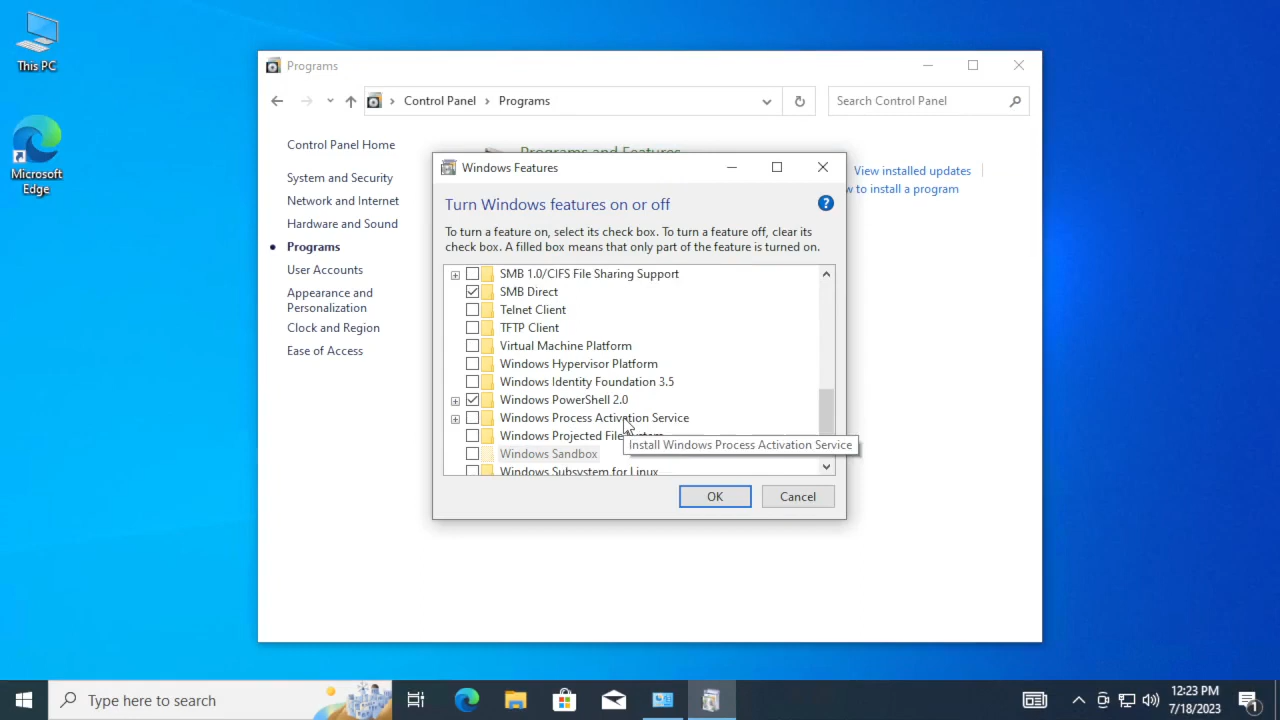 This PC
Microsoft
Edge
Programs
Control Panel
Programs
Search Control Panel
Control Panel Home
System and Security
Network and Internet
Hardware and Sound
Programs
User Accounts
Appearance and
Personalization
Clock and Region
Ease of Access
Programs and Features
View installed updates
w to install a program
Windows Features
Turn Windows features on or off
?
To turn a feature on, select its check box. To turn a feature off, clear its
check box. A filled box means that only part of the feature is turned on.
SMB 1.0/CIFS File Sharing Support
SMB Direct
Telnet Client
TFTP Client
Virtual Machine Platform
Windows Hypervisor Platform
Windows Identity Foundation 3.5
Windows PowerShell 2.0
Windows Process Activation Service
Windows Projected File System
Install Windows Process Activation Service
Windows Sandbox
Windows Subsystem for Linux
OK
Cancel
Type here to search
12:23 PM
7/18/2023
1